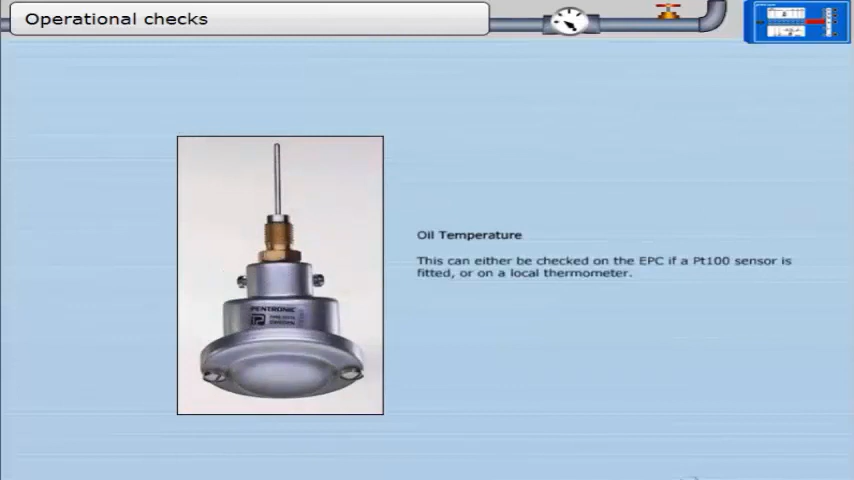 Operational checks
Oil Temperature
This can either be checked on the EPC if a Pt100 sensor is
fitted, or on a local thermometer.
PENTRONIC